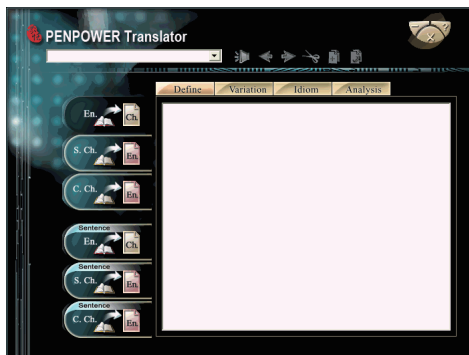 PENPOWER Translator
Define Variation Idiom Analysis
En. Ch.
S. Ch. En.
C. Ch. En.
Sentence
En. Ch.
Sentence
S. Ch. En.
Sentence
C. Ch. En.